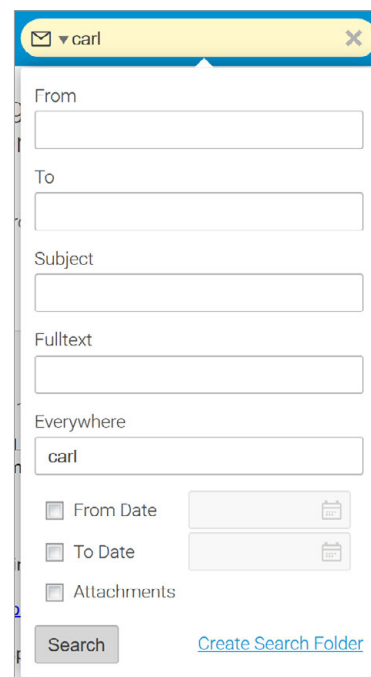 carl
From
To
Subject
Fulltext
Everywhere
carl
From Date
To Date
Attachments
Search Create Search Folder